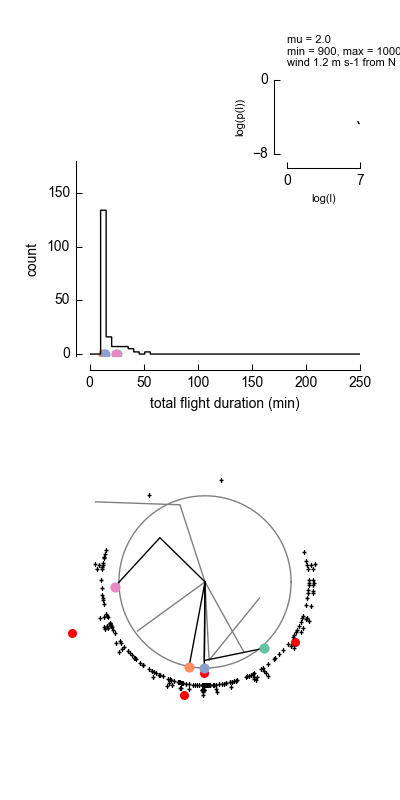 mu = 2.0
min = 900, max = 1000
wind 1.2 m s-1 from N
0
−8
log(p(l))
0 7
log(l)
150
100
50
0
count
0 50 100 150 200 250
total flight duration (min)